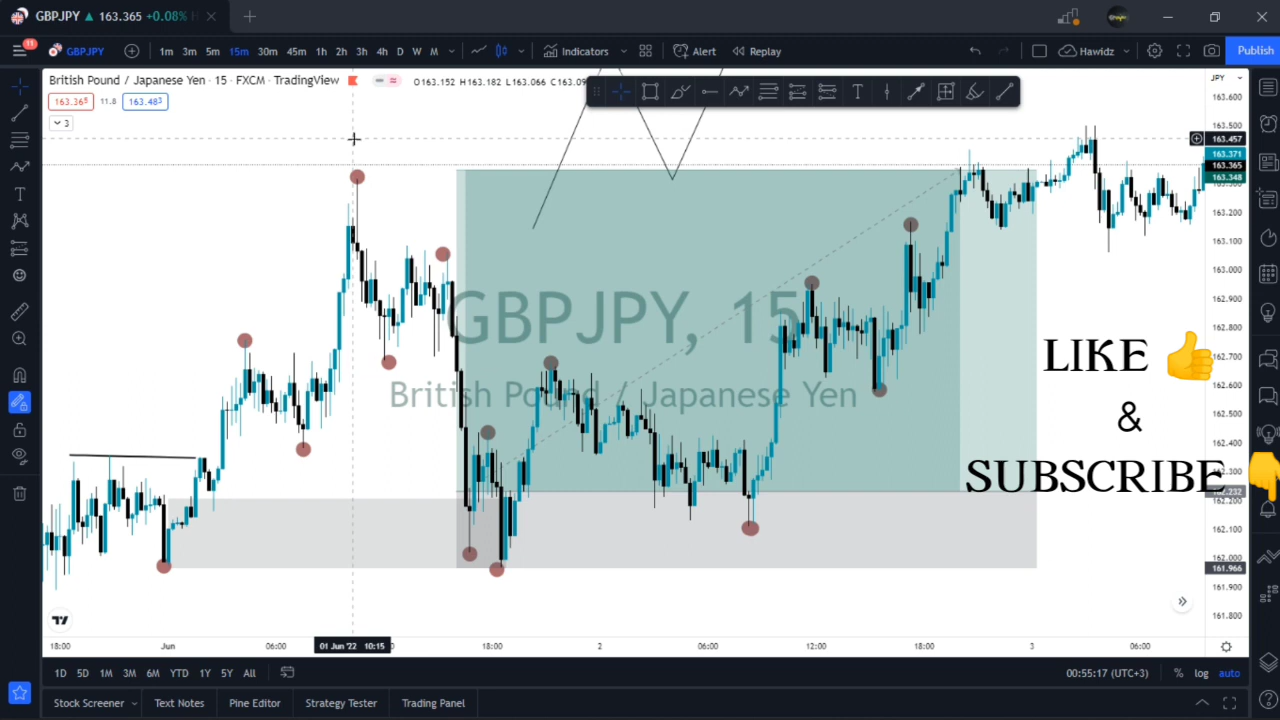 GBPJPY ▲ 163.365 +0.08%
11
GBPJPY
1m 3m 5m 15m 30m 45m 1h 2h 3h 4h D W M
Indicators
Alert
Replay
Hawidz
Publish
British Pound / Japanese Yen · 15 · FXCM · TradingView
O163.152 H163.182 L163.066
JPY
163.365
11.8
163.483
3
163.600
163.500
163.457
163.371
163.365
163.348
163.200
163.100
163.000
162.900
162.800
162.700
162.600
162.500
162.400
162.300
162.200
162.100
162.000
161.966
161.900
161.800
GBPJPY, 15
British Pound / Japanese Yen
LIKE 👍
&
SUBSCRIBE 👇
18:00 Jun 06:00 01 Jun '22 10:15 18:00 2 06:00 12:00 18:00 3 06:00
1D 5D 1M 3M 6M YTD 1Y 5Y All
00:55:17 (UTC+3) % log auto
Stock Screener Text Notes Pine Editor Strategy Tester Trading Panel